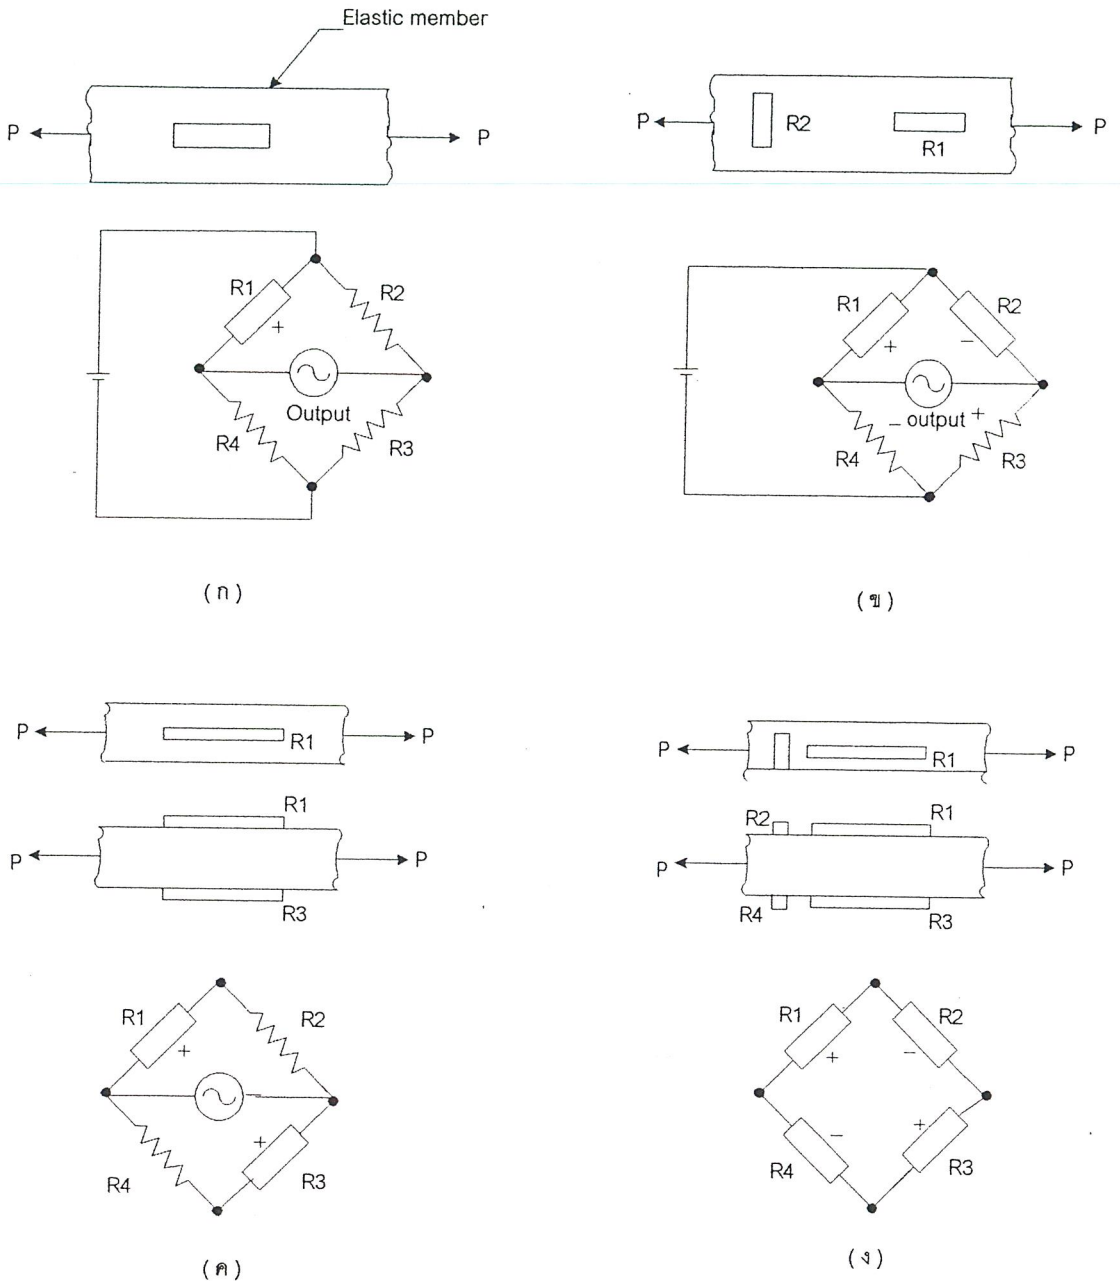 Elastic member
P P
P R2 R1 P
R1 R2
+
Output
R4 R3
R1 R2
+ −
− output +
R4 R3
( ก )
( ข )
P R1 P
R1
P P
R3
P R1 P
R2 R1
P P
R4 R3
R1 R2
+ −
+
R4 R3
R1 R2
+ −
− +
R4 R3
( ค )
( ง )